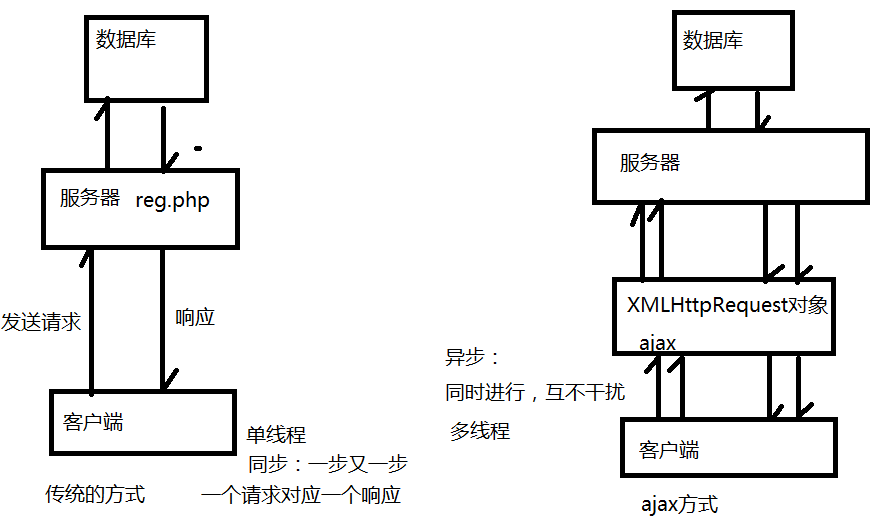 数据库
服务器 reg.php
发送请求
响应
客户端
单线程
同步：一步又一步
传统的方式
一个请求对应一个响应
数据库
服务器
XMLHttpRequest对象
ajax
异步：
同时进行，互不干扰
多线程
客户端
ajax方式